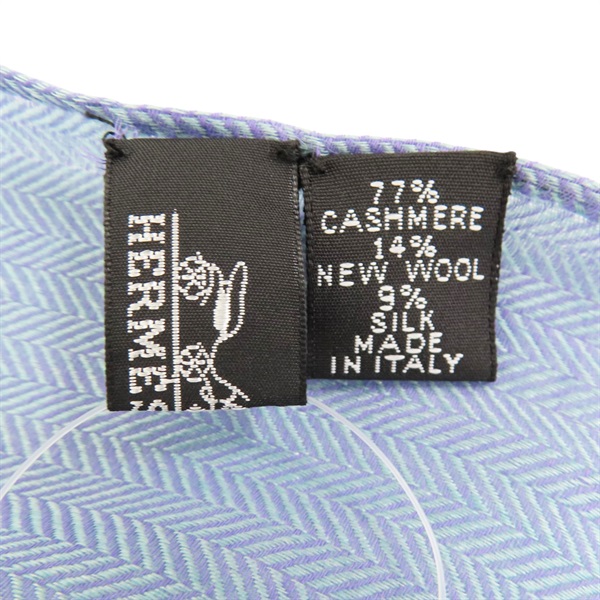 HERMES
77%
CASHMERE
14%
NEW WOOL
9%
SILK
MADE
IN ITALY